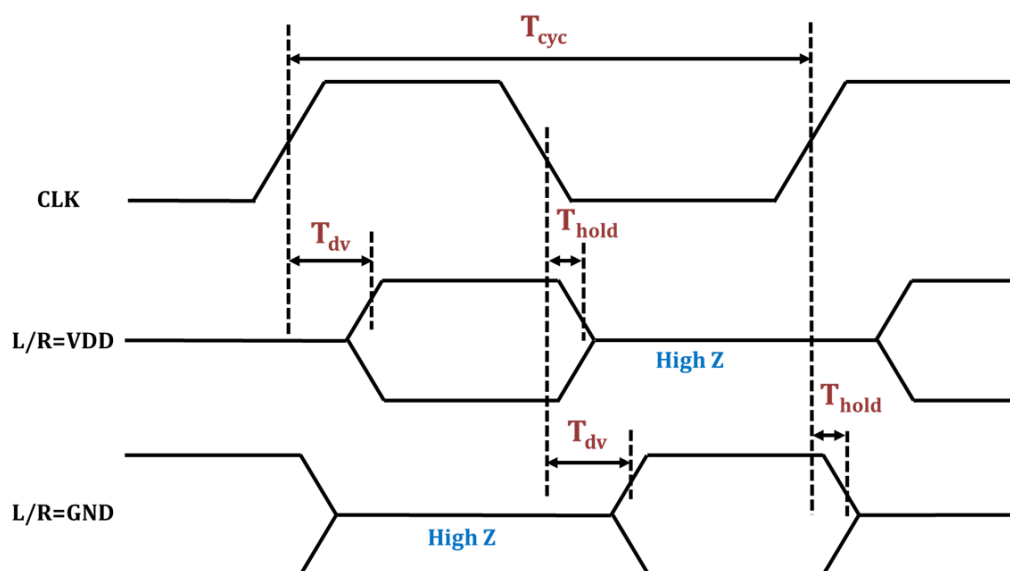 Tcyc
CLK
Tdv
Thold
L/R=VDD
High Z
Thold
Tdv
L/R=GND
High Z